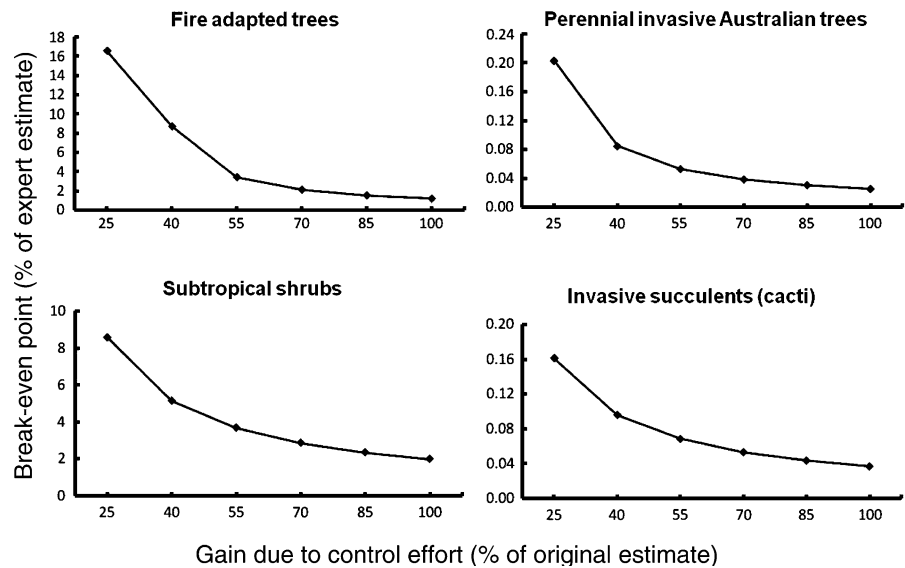 Fire adapted trees
18
16
14
12
10
8
6
4
2
0
25 40 55 70 85 100
Perennial invasive Australian trees
0.24
0.20
0.16
0.12
0.08
0.04
0.00
25 40 55 70 85 100
Break-even point (% of expert estimate)
Subtropical shrubs
10
8
6
4
2
0
25 40 55 70 85 100
Invasive succulents (cacti)
0.20
0.16
0.12
0.08
0.04
0.00
25 40 55 70 85 100
Gain due to control effort (% of original estimate)